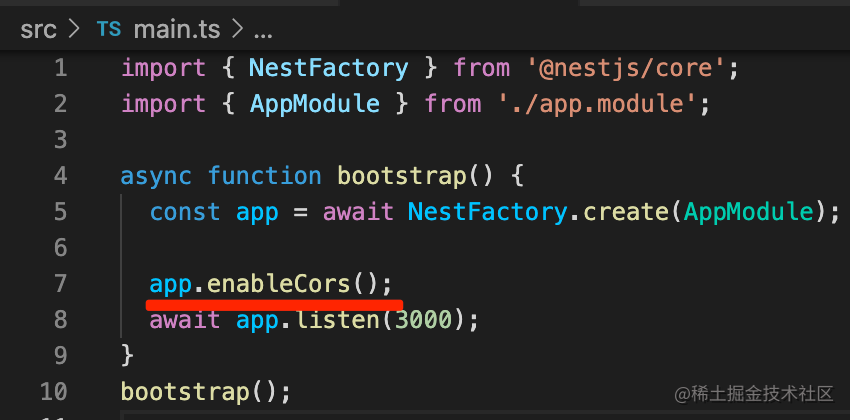 src > TS main.ts > ...
1 import { NestFactory } from '@nestjs/core';
2 import { AppModule } from './app.module';
3
4 async function bootstrap() {
5   const app = await NestFactory.create(AppModule);
6
7   app.enableCors();
8   await app.listen(3000);
9 }
10 bootstrap();
11
@稀土掘金技术社区